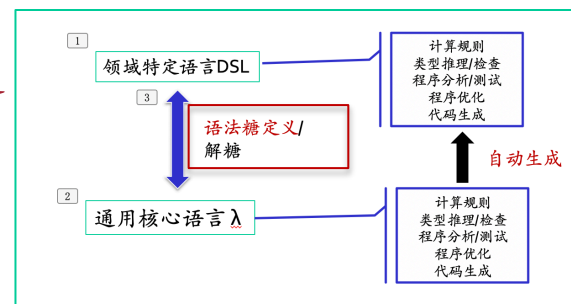 1
领域特定语言DSL
3
语法糖定义/
解糖
2
通用核心语言 λ
计算规则
类型推理/检查
程序分析/测试
程序优化
代码生成
自动生成
计算规则
类型推理/检查
程序分析/测试
程序优化
代码生成